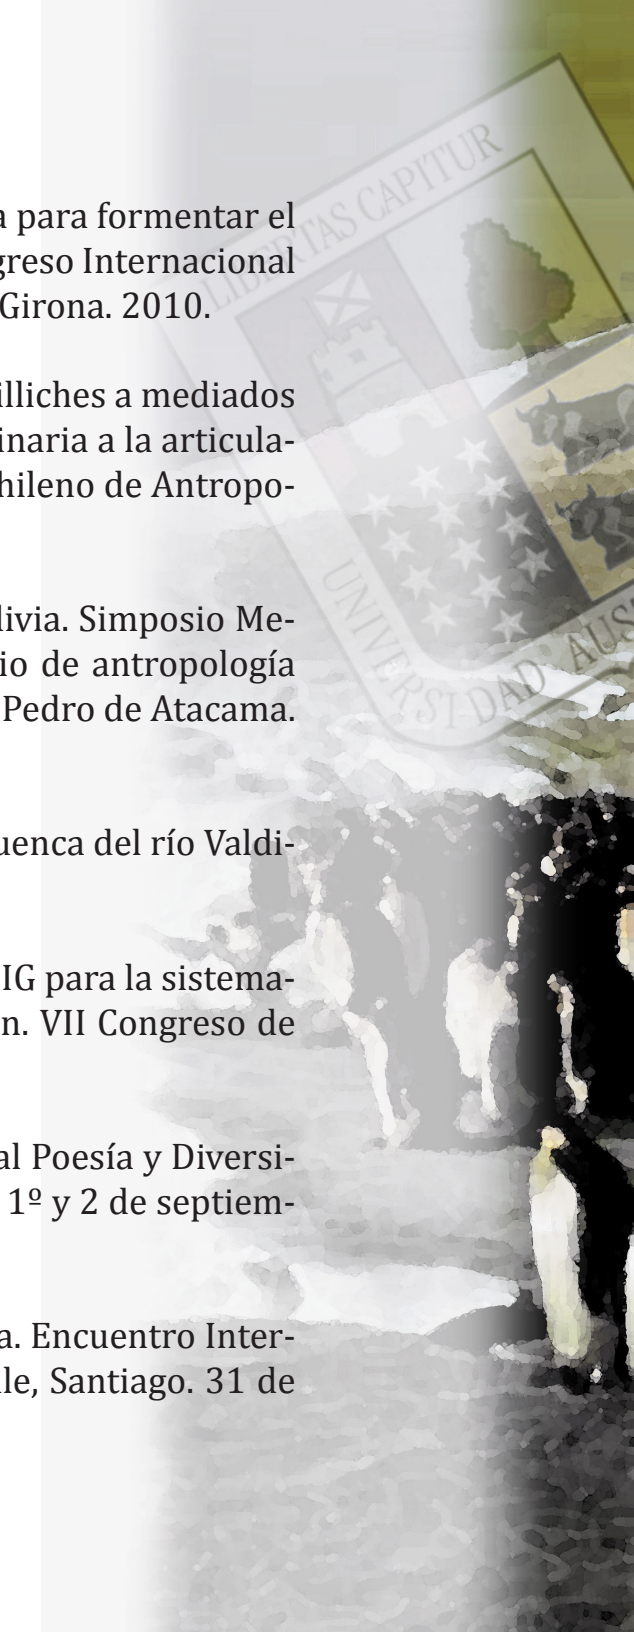 a para formentar el
greso Internacional
Girona. 2010.
illiches a mediados
inaria a la articula-
hileno de Antropo-
livia. Simposio Me-
io de antropología
Pedro de Atacama.
uenca del río Valdi-
IG para la sistema-
n. VII Congreso de
al Poesía y Diversi-
1º y 2 de septiem-
a. Encuentro Inter-
le, Santiago. 31 de
LIBERTAS CAPITUR
UNIVERSIDAD AUS